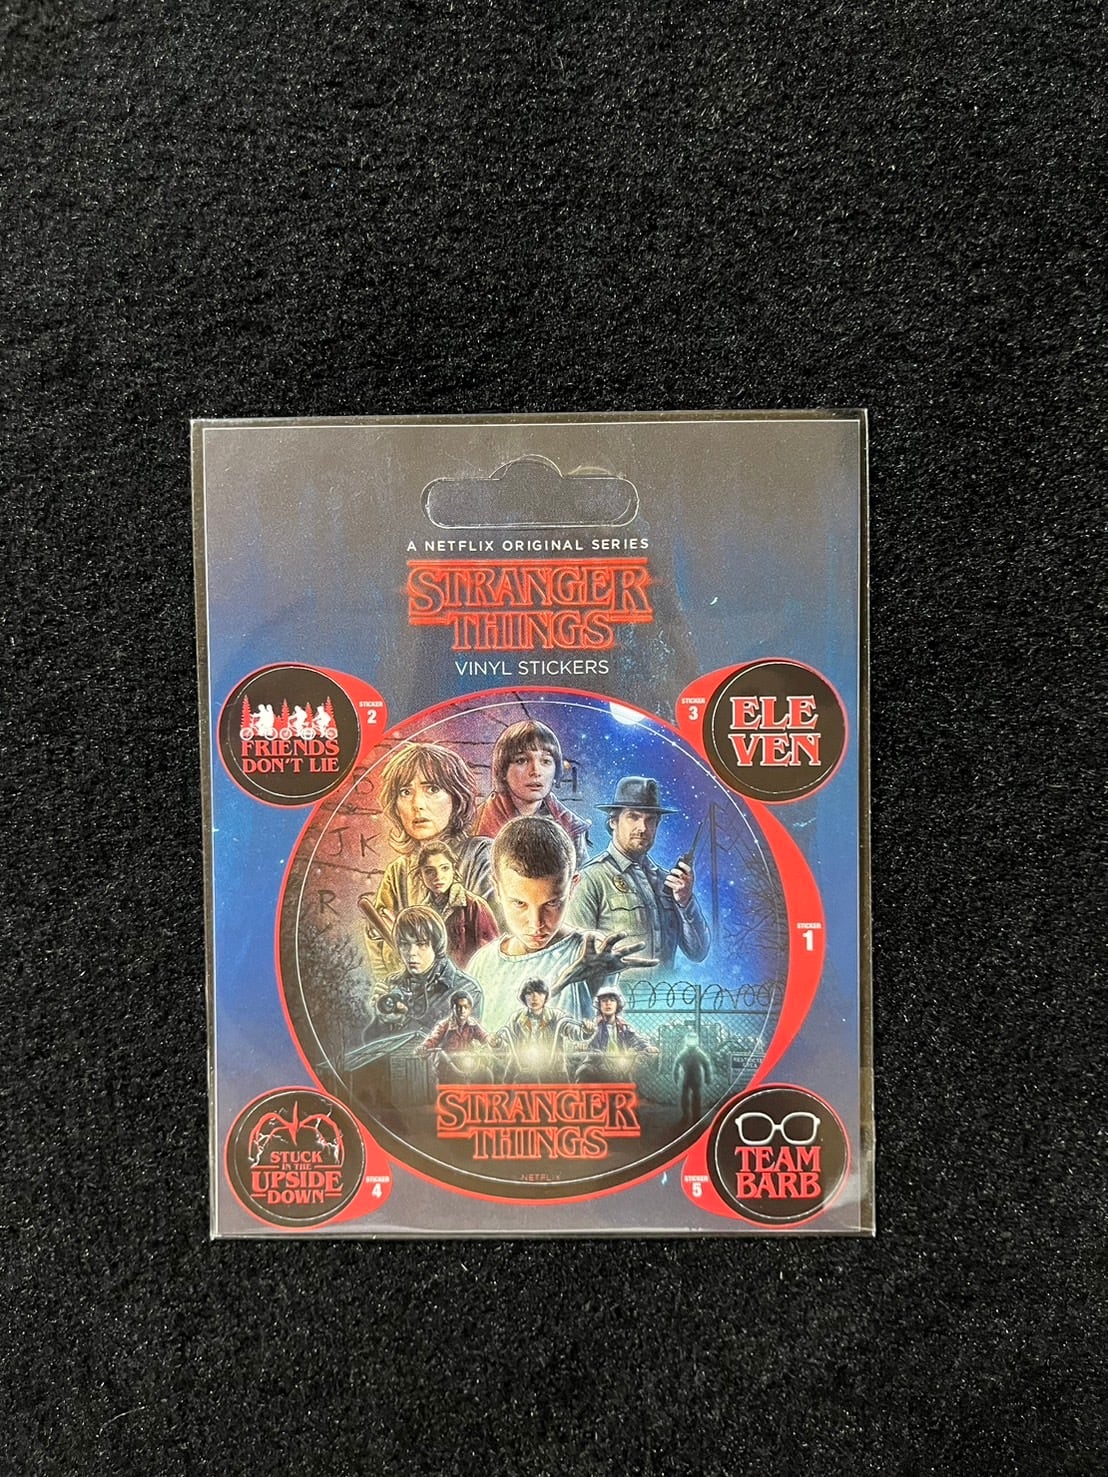 A NETFLIX ORIGINAL SERIES
STRANGER
THINGS
VINYL STICKERS
FRIENDS
DON'T LIE
STICKER
2
STICKER
3
ELE
VEN
H
J K
R
STICKER
1
STRANGER
THINGS
NETFLIX
STUCK
IN THE
UPSIDE
DOWN
STICKER
4
STICKER
5
TEAM
BARB